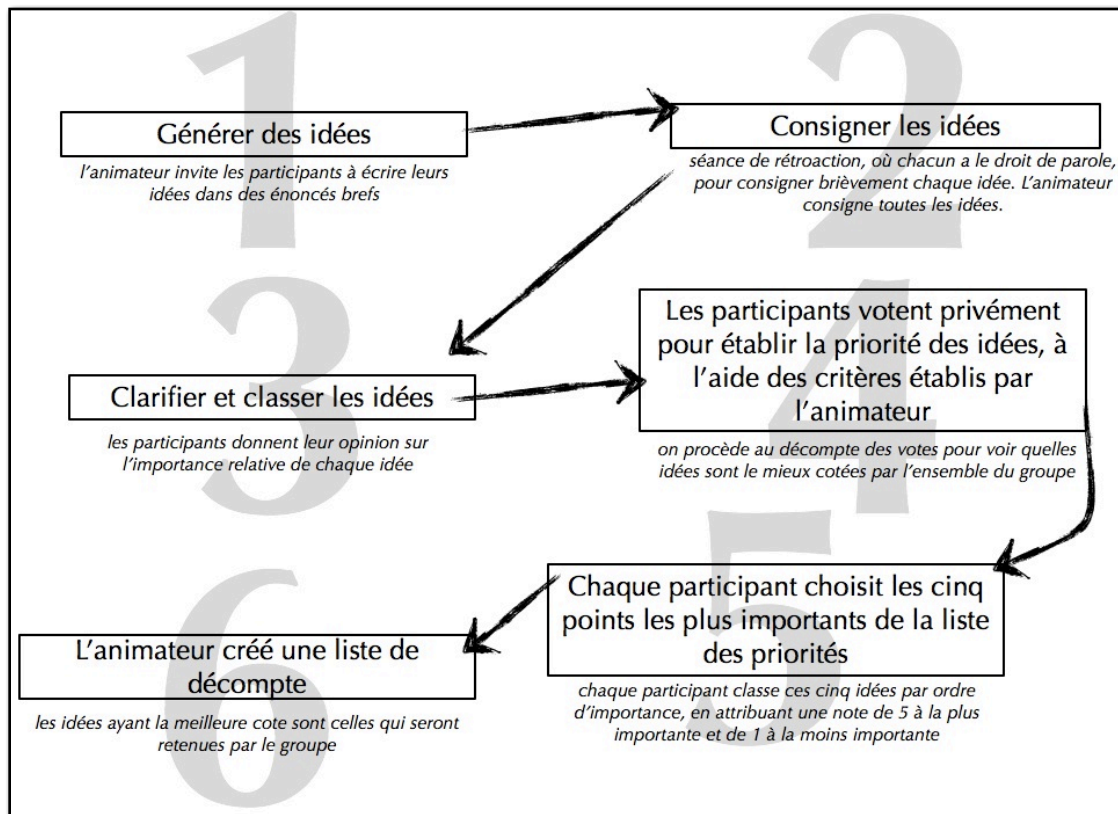 1
Générer des idées
l'animateur invite les participants à écrire leurs
idées dans des énoncés brefs
2
Consigner les idées
séance de rétroaction, où chacun a le droit de parole,
pour consigner brièvement chaque idée. L'animateur
consigne toutes les idées.
3
Clarifier et classer les idées
les participants donnent leur opinion sur
l'importance relative de chaque idée
4
Les participants votent privément
pour établir la priorité des idées, à
l'aide des critères établis par
l'animateur
on procède au décompte des votes pour voir quelles
idées sont le mieux cotées par l'ensemble du groupe
5
Chaque participant choisit les cinq
points les plus importants de la liste
des priorités
chaque participant classe ces cinq idées par ordre
d'importance, en attribuant une note de 5 à la plus
importante et de 1 à la moins importante
6
L'animateur créé une liste de
décompte
les idées ayant la meilleure cote sont celles qui seront
retenues par le groupe